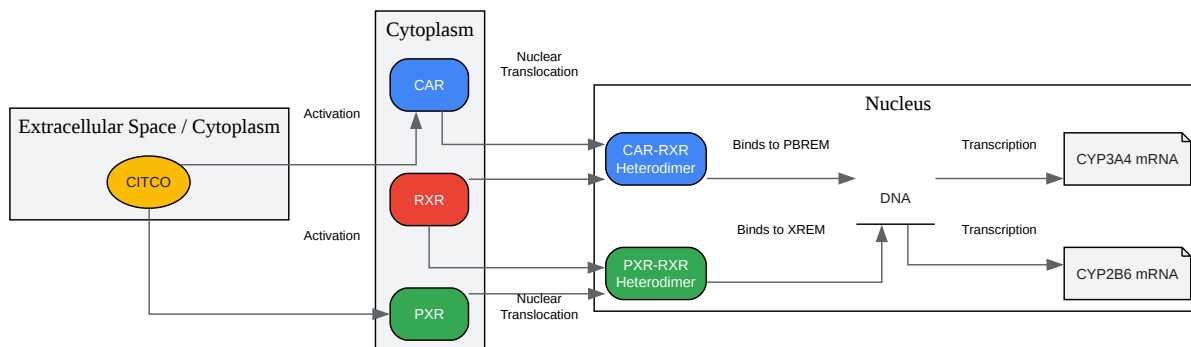 Cytoplasm
Nuclear
Translocation
CAR
Nucleus
Extracellular Space / Cytoplasm
Activation
CAR-RXR
Heterodimer
Binds to PBREM
Transcription
CYP3A4 mRNA
CITCO
RXR
DNA
Activation
Binds to XREM
Transcription
PXR-RXR
Heterodimer
CYP2B6 mRNA
PXR
Nuclear
Translocation